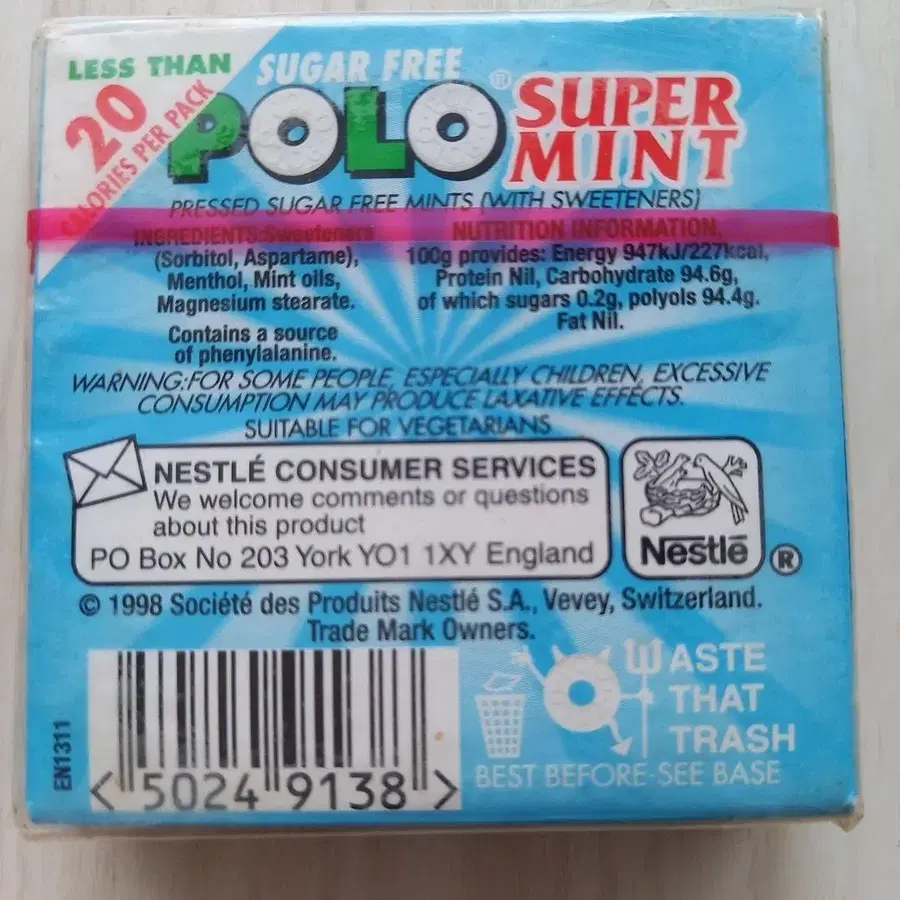 LESS THAN
20
CALORIES PER PACK
SUGAR FREE
POLO®
SUPER
MINT
PRESSED SUGAR FREE MINTS (WITH SWEETENERS)
INGREDIENTS: Sweeteners
(Sorbitol, Aspartame),
Menthol, Mint oils,
Magnesium stearate.
Contains a source
of phenylalanine.
NUTRITION INFORMATION.
100g provides: Energy 947kJ/227kcal,
Protein Nil, Carbohydrate 94.6g,
of which sugars 0.2g, polyols 94.4g.
Fat Nil.
WARNING:FOR SOME PEOPLE, ESPECIALLY CHILDREN, EXCESSIVE
CONSUMPTION MAY PRODUCE LAXATIVE EFFECTS.
SUITABLE FOR VEGETARIANS
NESTLÉ CONSUMER SERVICES
We welcome comments or questions
about this product
PO Box No 203 York YO1 1XY England
Nestlé®
© 1998 Société des Produits Nestlé S.A., Vevey, Switzerland.
Trade Mark Owners.
EN1311
<5024 9138>
WASTE
THAT
TRASH
BEST BEFORE-SEE BASE